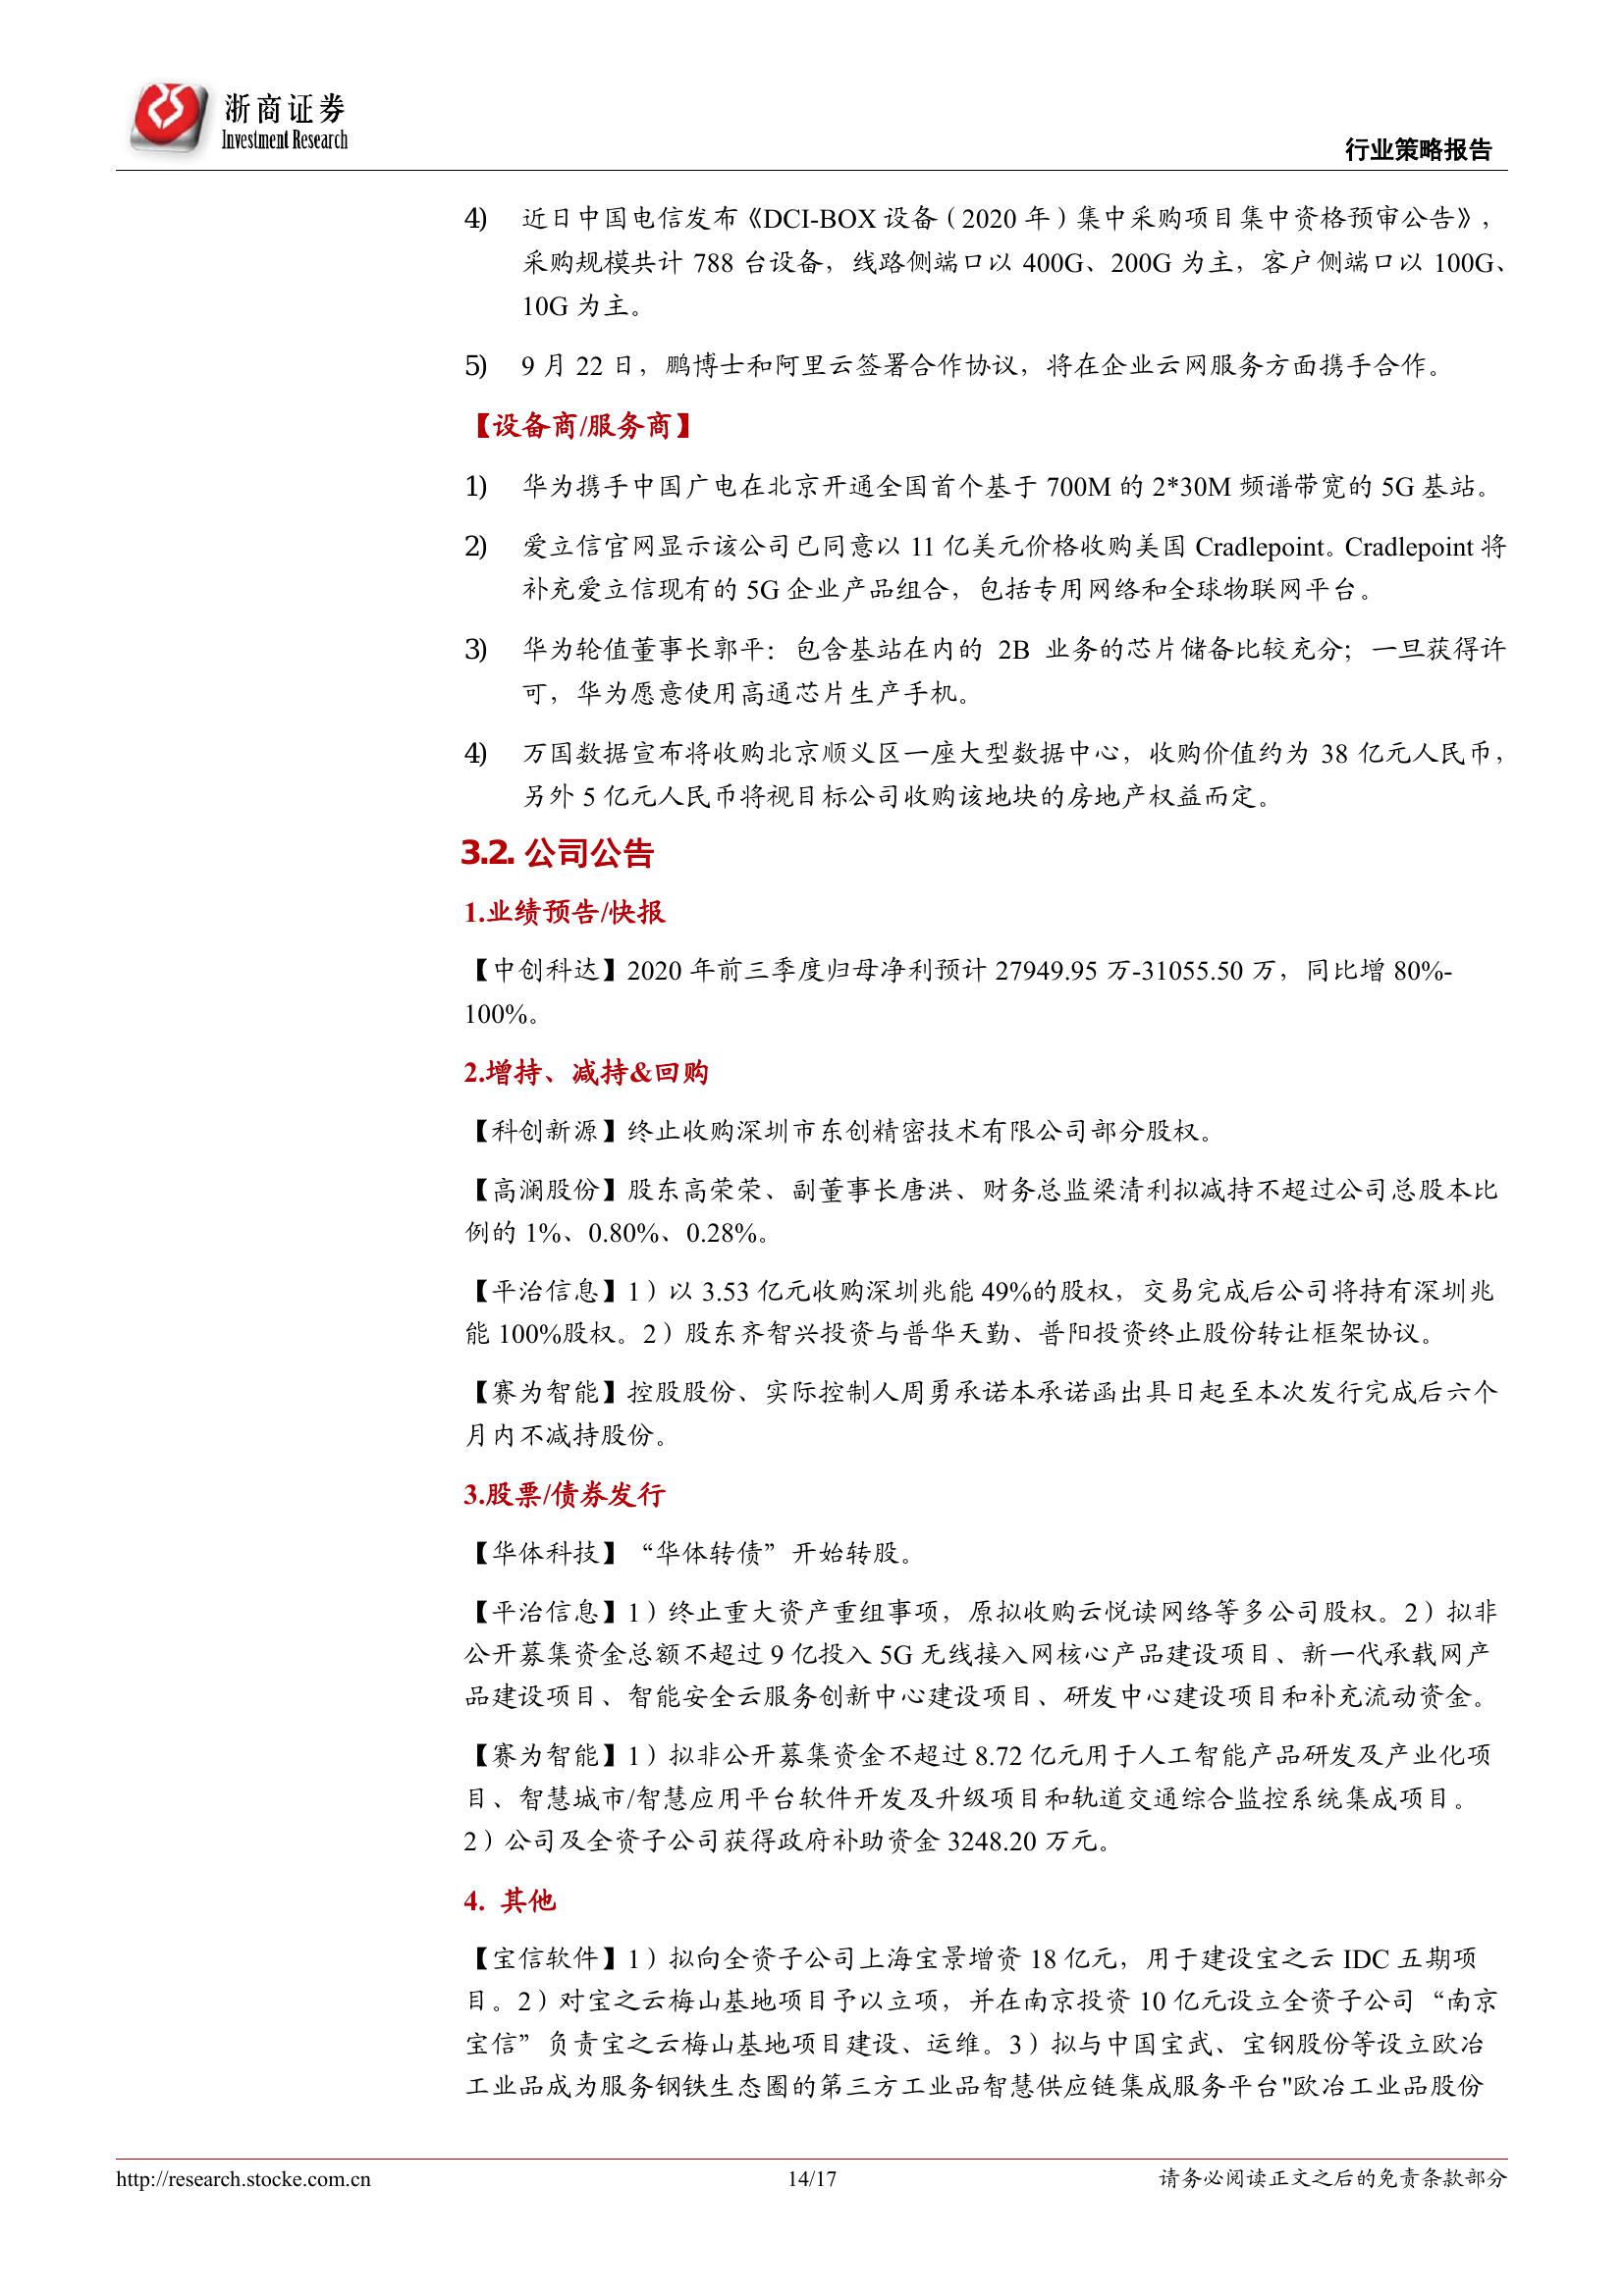 浙商证券
Investment Research
行业策略报告
4) 近日中国电信发布《DCI-BOX 设备（2020 年）集中采购项目集中资格预审公告》，
采购规模共计 788 台设备，线路侧端口以 400G、200G 为主，客户侧端口以 100G、
10G 为主。
5) 9 月 22 日，鹏博士和阿里云签署合作协议，将在企业云网服务方面携手合作。
【设备商/服务商】
1) 华为携手中国广电在北京开通全国首个基于 700M 的 2*30M 频谱带宽的 5G 基站。
2) 爱立信官网显示该公司已同意以 11 亿美元价格收购美国 Cradlepoint。Cradlepoint 将
补充爱立信现有的 5G 企业产品组合，包括专用网络和全球物联网平台。
3) 华为轮值董事长郭平：包含基站在内的 2B 业务的芯片储备比较充分；一旦获得许
可，华为愿意使用高通芯片生产手机。
4) 万国数据宣布将收购北京顺义区一座大型数据中心，收购价值约为 38 亿元人民币，
另外 5 亿元人民币将视目标公司收购该地块的房地产权益而定。
3.2. 公司公告
1.业绩预告/快报
【中创科达】2020 年前三季度归母净利预计 27949.95 万-31055.50 万，同比增 80%-
100%。
2.增持、减持&回购
【科创新源】终止收购深圳市东创精密技术有限公司部分股权。
【高澜股份】股东高荣荣、副董事长唐洪、财务总监梁清利拟减持不超过公司总股本比
例的 1%、0.80%、0.28%。
【平治信息】1）以 3.53 亿元收购深圳兆能 49%的股权，交易完成后公司将持有深圳兆
能 100%股权。2）股东齐智兴投资与普华天勤、普阳投资终止股份转让框架协议。
【赛为智能】控股股份、实际控制人周勇承诺本承诺函出具日起至本次发行完成后六个
月内不减持股份。
3.股票/债券发行
【华体科技】“华体转债”开始转股。
【平治信息】1）终止重大资产重组事项，原拟收购云悦读网络等多公司股权。2）拟非
公开募集资金总额不超过 9 亿投入 5G 无线接入网核心产品建设项目、新一代承载网产
品建设项目、智能安全云服务创新中心建设项目、研发中心建设项目和补充流动资金。
【赛为智能】1）拟非公开募集资金不超过 8.72 亿元用于人工智能产品研发及产业化项
目、智慧城市/智慧应用平台软件开发及升级项目和轨道交通综合监控系统集成项目。
2）公司及全资子公司获得政府补助资金 3248.20 万元。
4. 其他
【宝信软件】1）拟向全资子公司上海宝景增资 18 亿元，用于建设宝之云 IDC 五期项
目。2）对宝之云梅山基地项目予以立项，并在南京投资 10 亿元设立全资子公司“南京
宝信”负责宝之云梅山基地项目建设、运维。3）拟与中国宝武、宝钢股份等设立欧冶
工业品成为服务钢铁生态圈的第三方工业品智慧供应链集成服务平台"欧冶工业品股份
http://research.stocke.com.cn
14/17
请务必阅读正文之后的免责条款部分